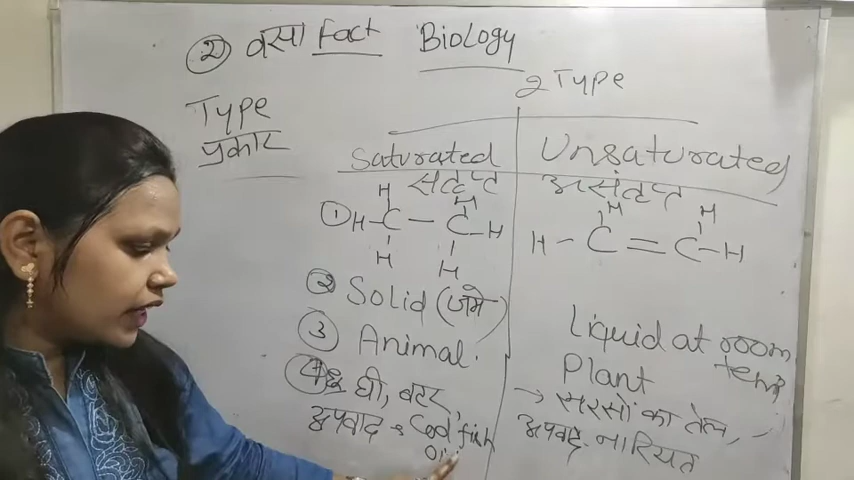 ② वसा Fact Biology
2 Type
Type
प्रकार
Saturated Unsaturated
संतृप्त असंतृप्त
H H H H
① H - C - C - H H - C = C - H
H H
② Solid (जमे) Liquid at room temp
③ Animal. Plant
④ घी, बटर, → सरसों का तेल,
अपवाद : Cod fish Oil अपवाद - नारियल